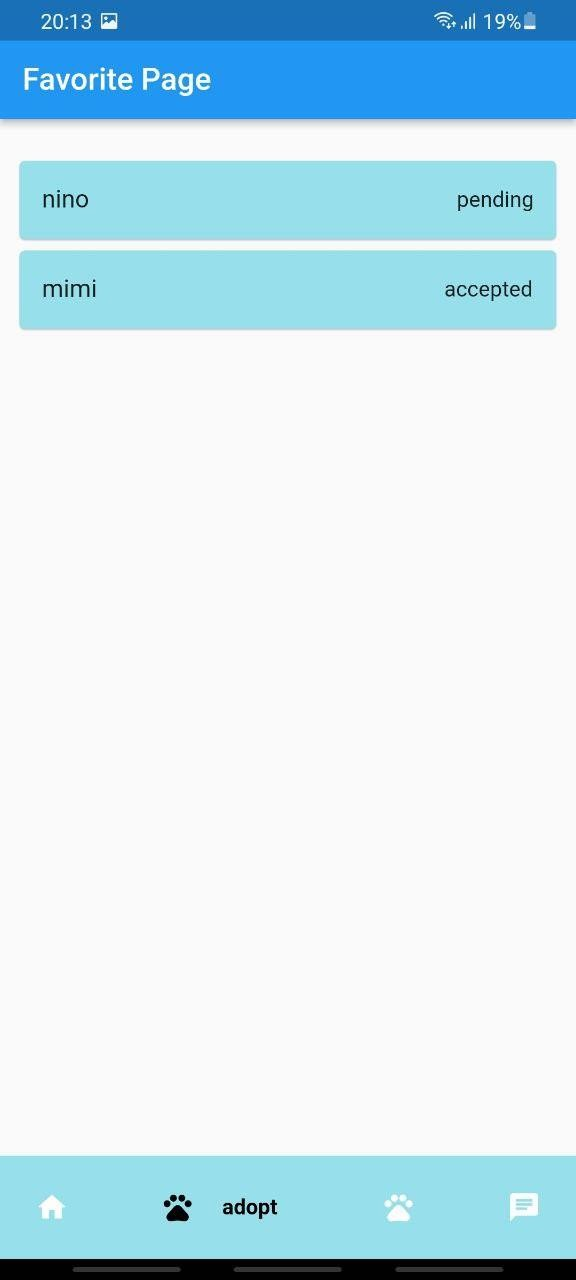 20:13 19%
Favorite Page
nino pending
mimi accepted
adopt